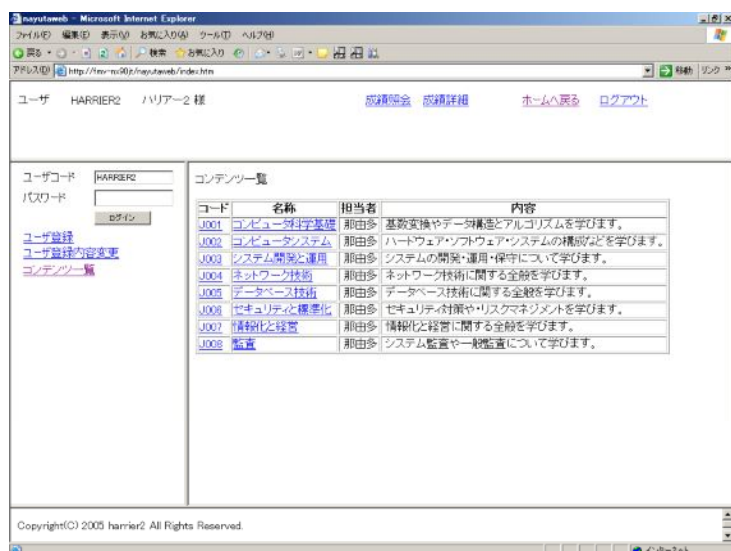 nayutaweb - Microsoft Internet Explorer
ファイル(F) 編集(E) 表示(V) お気に入り(A) ツール(T) ヘルプ(H)
戻る 検索 お気に入り
アドレス(D) http://fmv-nx90jt/nayutaweb/index.htm 移動 リンク »
ユーザ HARRIER2 ハリアー2 様 成績照会 成績詳細 ホームへ戻る ログアウト
ユーザコード HARRIER2
パスワード
ログイン
ユーザ登録
ユーザ登録内容変更
コンテンツ一覧
コンテンツ一覧
コード 名称 担当者 内容
J001 コンピュータ科学基礎 那由多 基数変換やデータ構造とアルゴリズムを学びます。
J002 コンピュータシステム 那由多 ハードウェア・ソフトウェア・システムの構成などを学びます。
J003 システム開発と運用 那由多 システムの開発・運用・保守について学びます。
J004 ネットワーク技術 那由多 ネットワーク技術に関する全般を学びます。
J005 データベース技術 那由多 データベース技術に関する全般を学びます。
J006 セキュリティと標準化 那由多 セキュリティ対策や・リスクマネジメントを学びます。
J007 情報化と経営 那由多 情報化と経営に関する全般を学びます。
J008 監査 那由多 システム監査や一般監査について学びます。
Copyright(C) 2005 harrier2 All Rights Reserved.